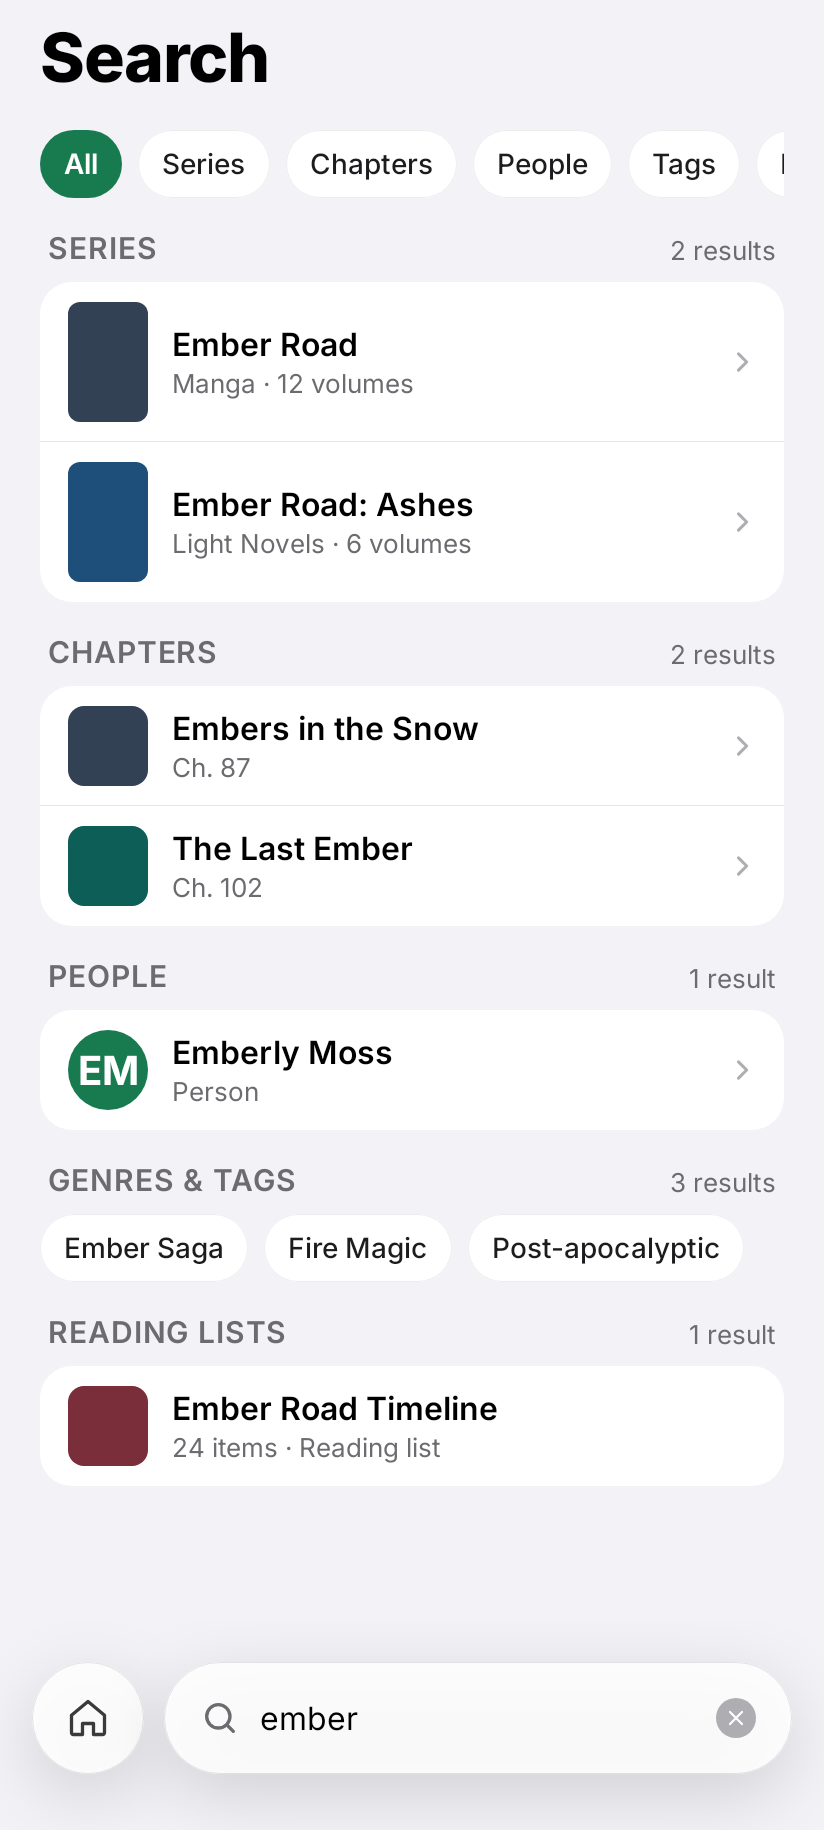 Search
All Series Chapters People Tags
SERIES 2 results
Ember Road
Manga · 12 volumes
Ember Road: Ashes
Light Novels · 6 volumes
CHAPTERS 2 results
Embers in the Snow
Ch. 87
The Last Ember
Ch. 102
PEOPLE 1 result
EM
Emberly Moss
Person
GENRES & TAGS 3 results
Ember Saga Fire Magic Post-apocalyptic
READING LISTS 1 result
Ember Road Timeline
24 items · Reading list
ember